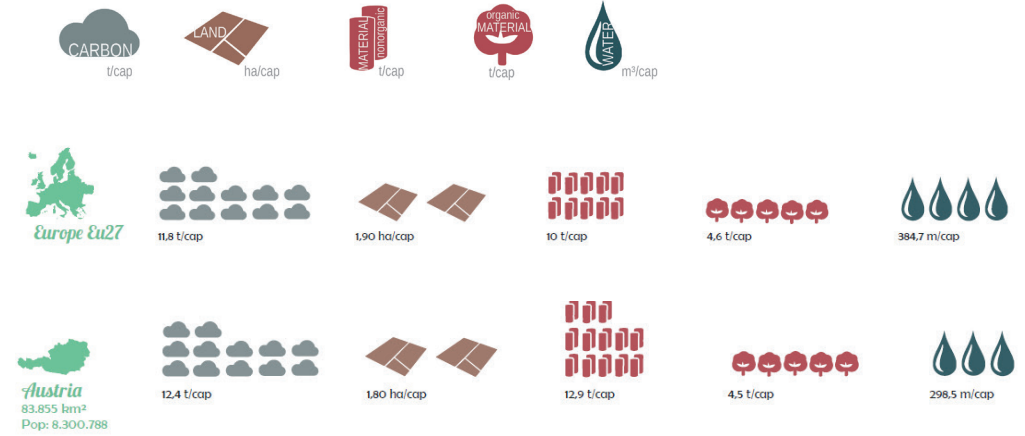 CARBON
t/cap
LAND
ha/cap
MATERIAL
nonorganic
t/cap
organic
MATERIAL
t/cap
WATER
m³/cap
Europe Eu27
11,8 t/cap
1,90 ha/cap
10 t/cap
4,6 t/cap
384,7 m/cap
Austria
83.855 km²
Pop: 8.300.788
12,4 t/cap
1,80 ha/cap
12,9 t/cap
4,5 t/cap
298,5 m/cap